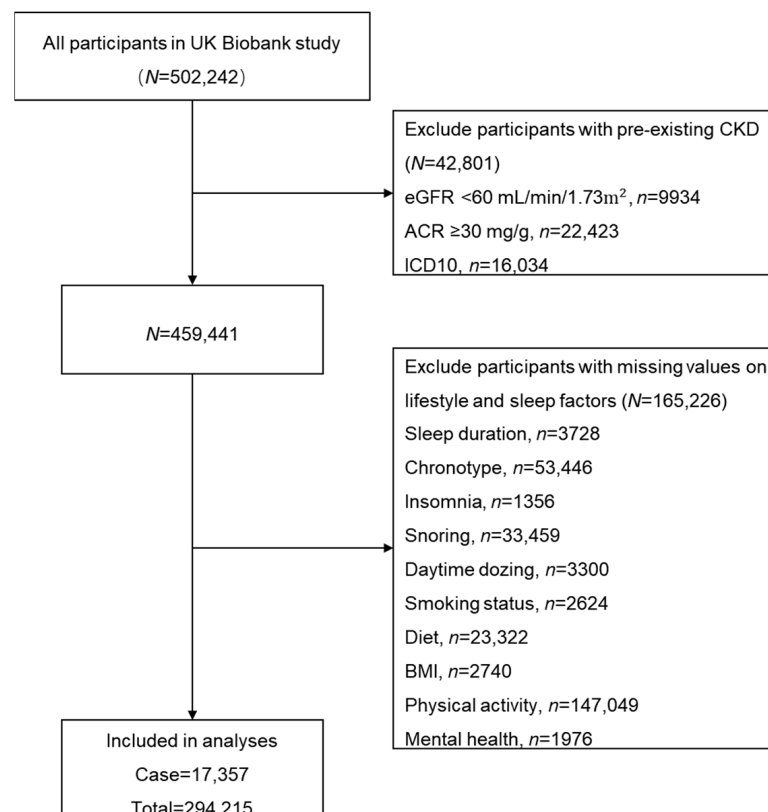 All participants in UK Biobank study
（N=502,242）
Exclude participants with pre-existing CKD
(N=42,801)
eGFR <60 mL/min/1.73m², n=9934
ACR ≥30 mg/g, n=22,423
ICD10, n=16,034
N=459,441
Exclude participants with missing values on
lifestyle and sleep factors (N=165,226)
Sleep duration, n=3728
Chronotype, n=53,446
Insomnia, n=1356
Snoring, n=33,459
Daytime dozing, n=3300
Smoking status, n=2624
Diet, n=23,322
BMI, n=2740
Physical activity, n=147,049
Mental health, n=1976
Included in analyses
Case=17,357
Total=294,215